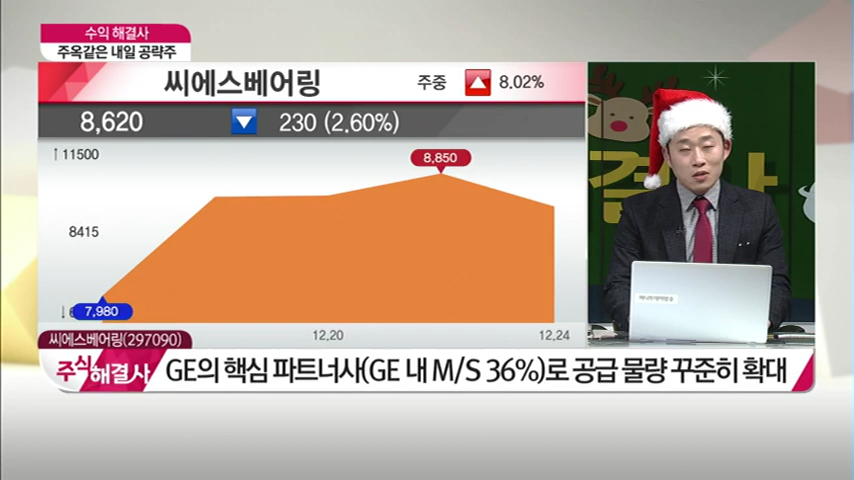 수익 해결사
주옥같은 내일 공략주
씨에스베어링
주중 8.02%
8,620 230 (2.60%)
11500
8,850
8415
7,980
12,20
12,24
씨에스베어링(297090)
주식해결사
GE의 핵심 파트너사(GE 내 M/S 36%)로 공급 물량 꾸준히 확대